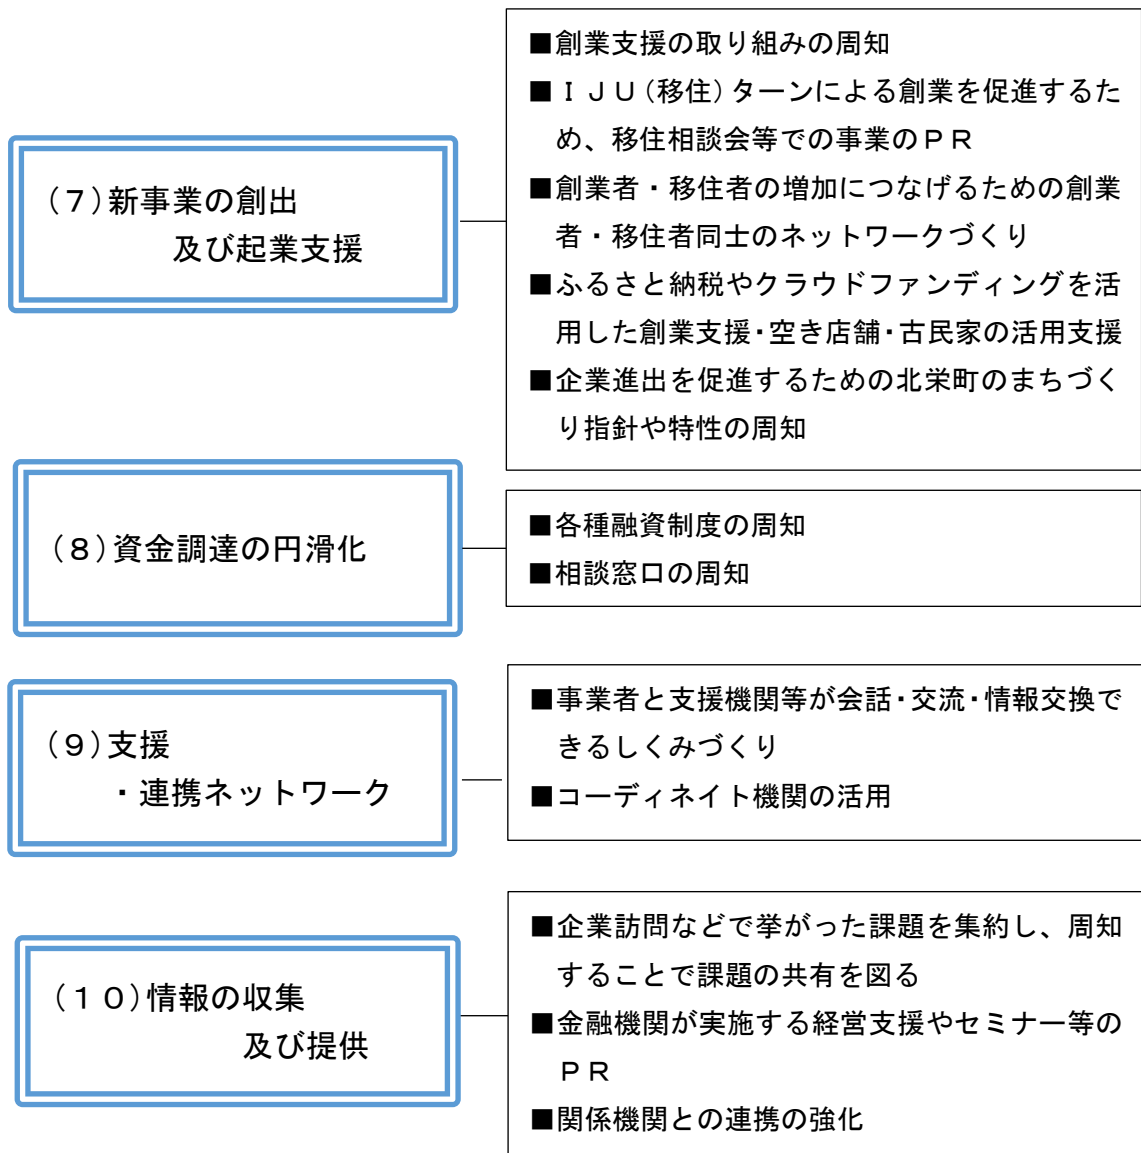 (7)新事業の創出
及び起業支援
■創業支援の取り組みの周知
■IJU(移住)ターンによる創業を促進するた
め、移住相談会等での事業のPR
■創業者・移住者の増加につなげるための創業
者・移住者同士のネットワークづくり
■ふるさと納税やクラウドファンディングを活
用した創業支援・空き店舗・古民家の活用支援
■企業進出を促進するための北栄町のまちづく
り指針や特性の周知
(8)資金調達の円滑化
■各種融資制度の周知
■相談窓口の周知
(9)支援
・連携ネットワーク
■事業者と支援機関等が会話・交流・情報交換で
きるしくみづくり
■コーディネイト機関の活用
(10)情報の収集
及び提供
■企業訪問などで挙がった課題を集約し、周知
することで課題の共有を図る
■金融機関が実施する経営支援やセミナー等の
PR
■関係機関との連携の強化